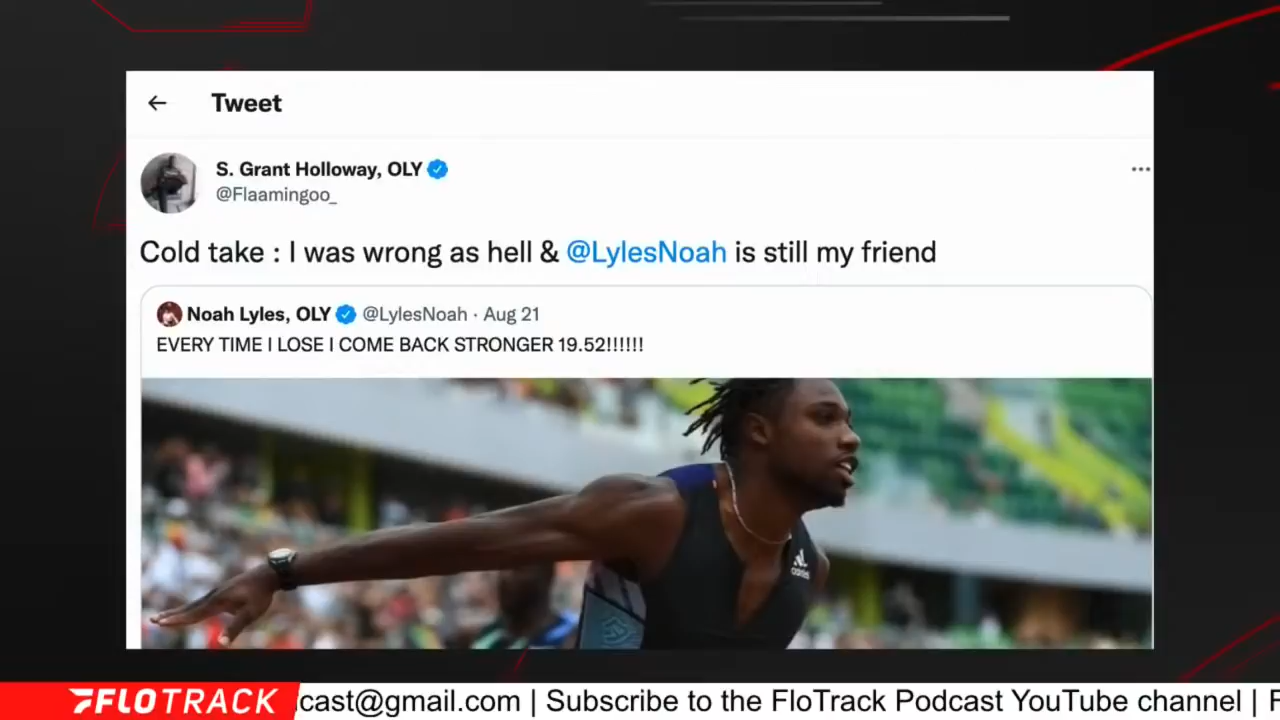 Tweet
S. Grant Holloway, OLY
@Flaamingoo_
Cold take : I was wrong as hell & @LylesNoah is still my friend
Noah Lyles, OLY @LylesNoah · Aug 21
EVERY TIME I LOSE I COME BACK STRONGER 19.52!!!!!!
adidas
FLOTRACK
cast@gmail.com | Subscribe to the FloTrack Podcast YouTube channel | F